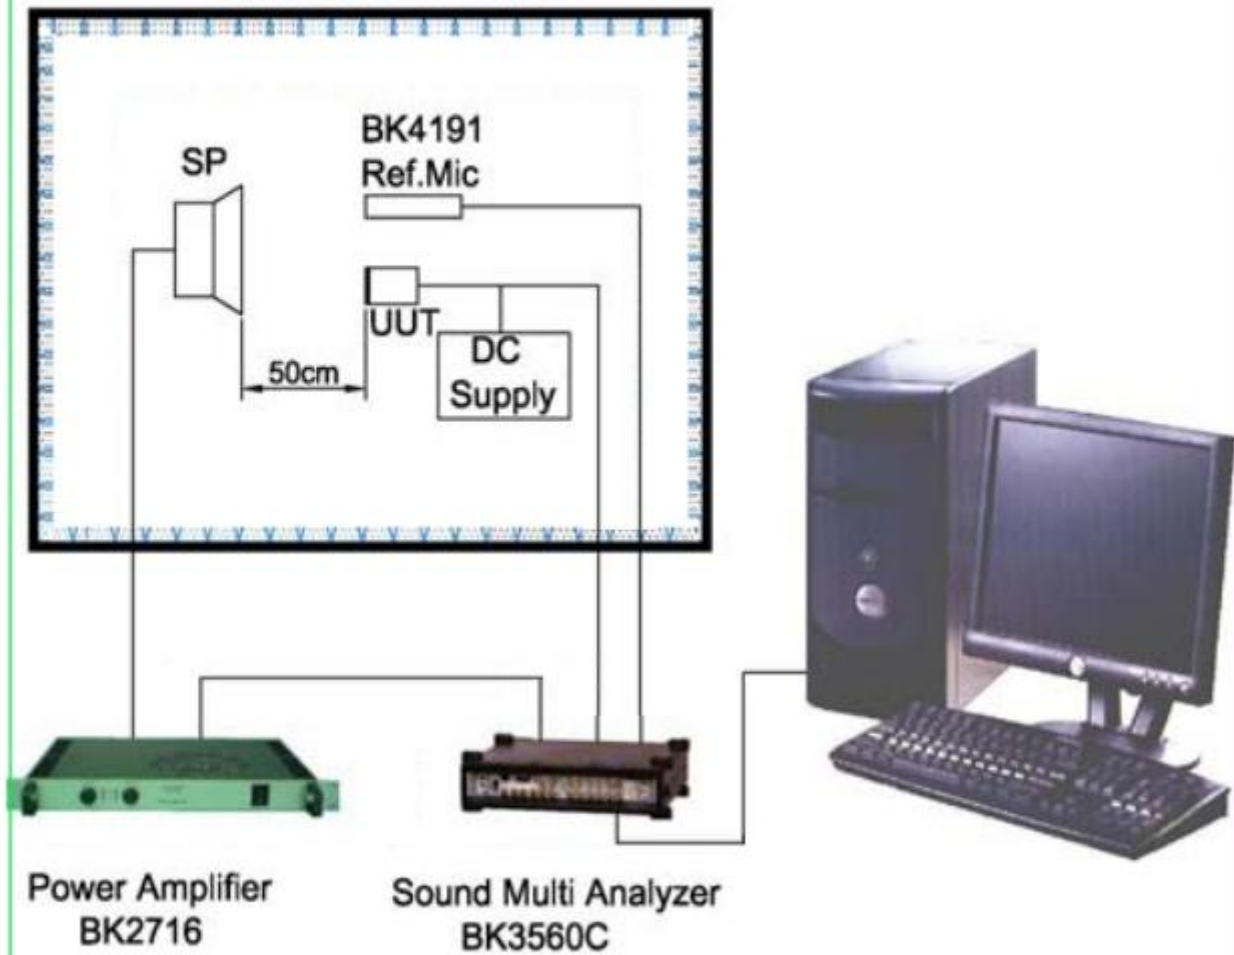 SP
BK4191
Ref.Mic
UUT
50cm
DC
Supply
Power Amplifier
BK2716
Sound Multi Analyzer
BK3560C